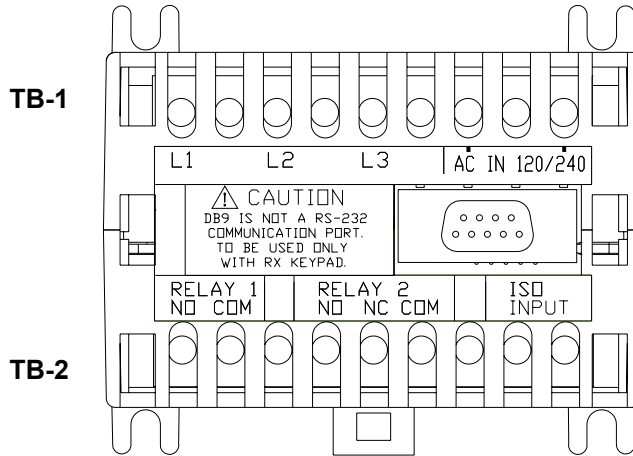 TB-1
L1 L2 L3 AC IN 120/240
⚠ CAUTION
DB9 IS NOT A RS-232
COMMUNICATION PORT.
TO BE USED ONLY
WITH RX KEYPAD.
RELAY 1 RELAY 2 ISO
NO COM NO NC COM INPUT
TB-2